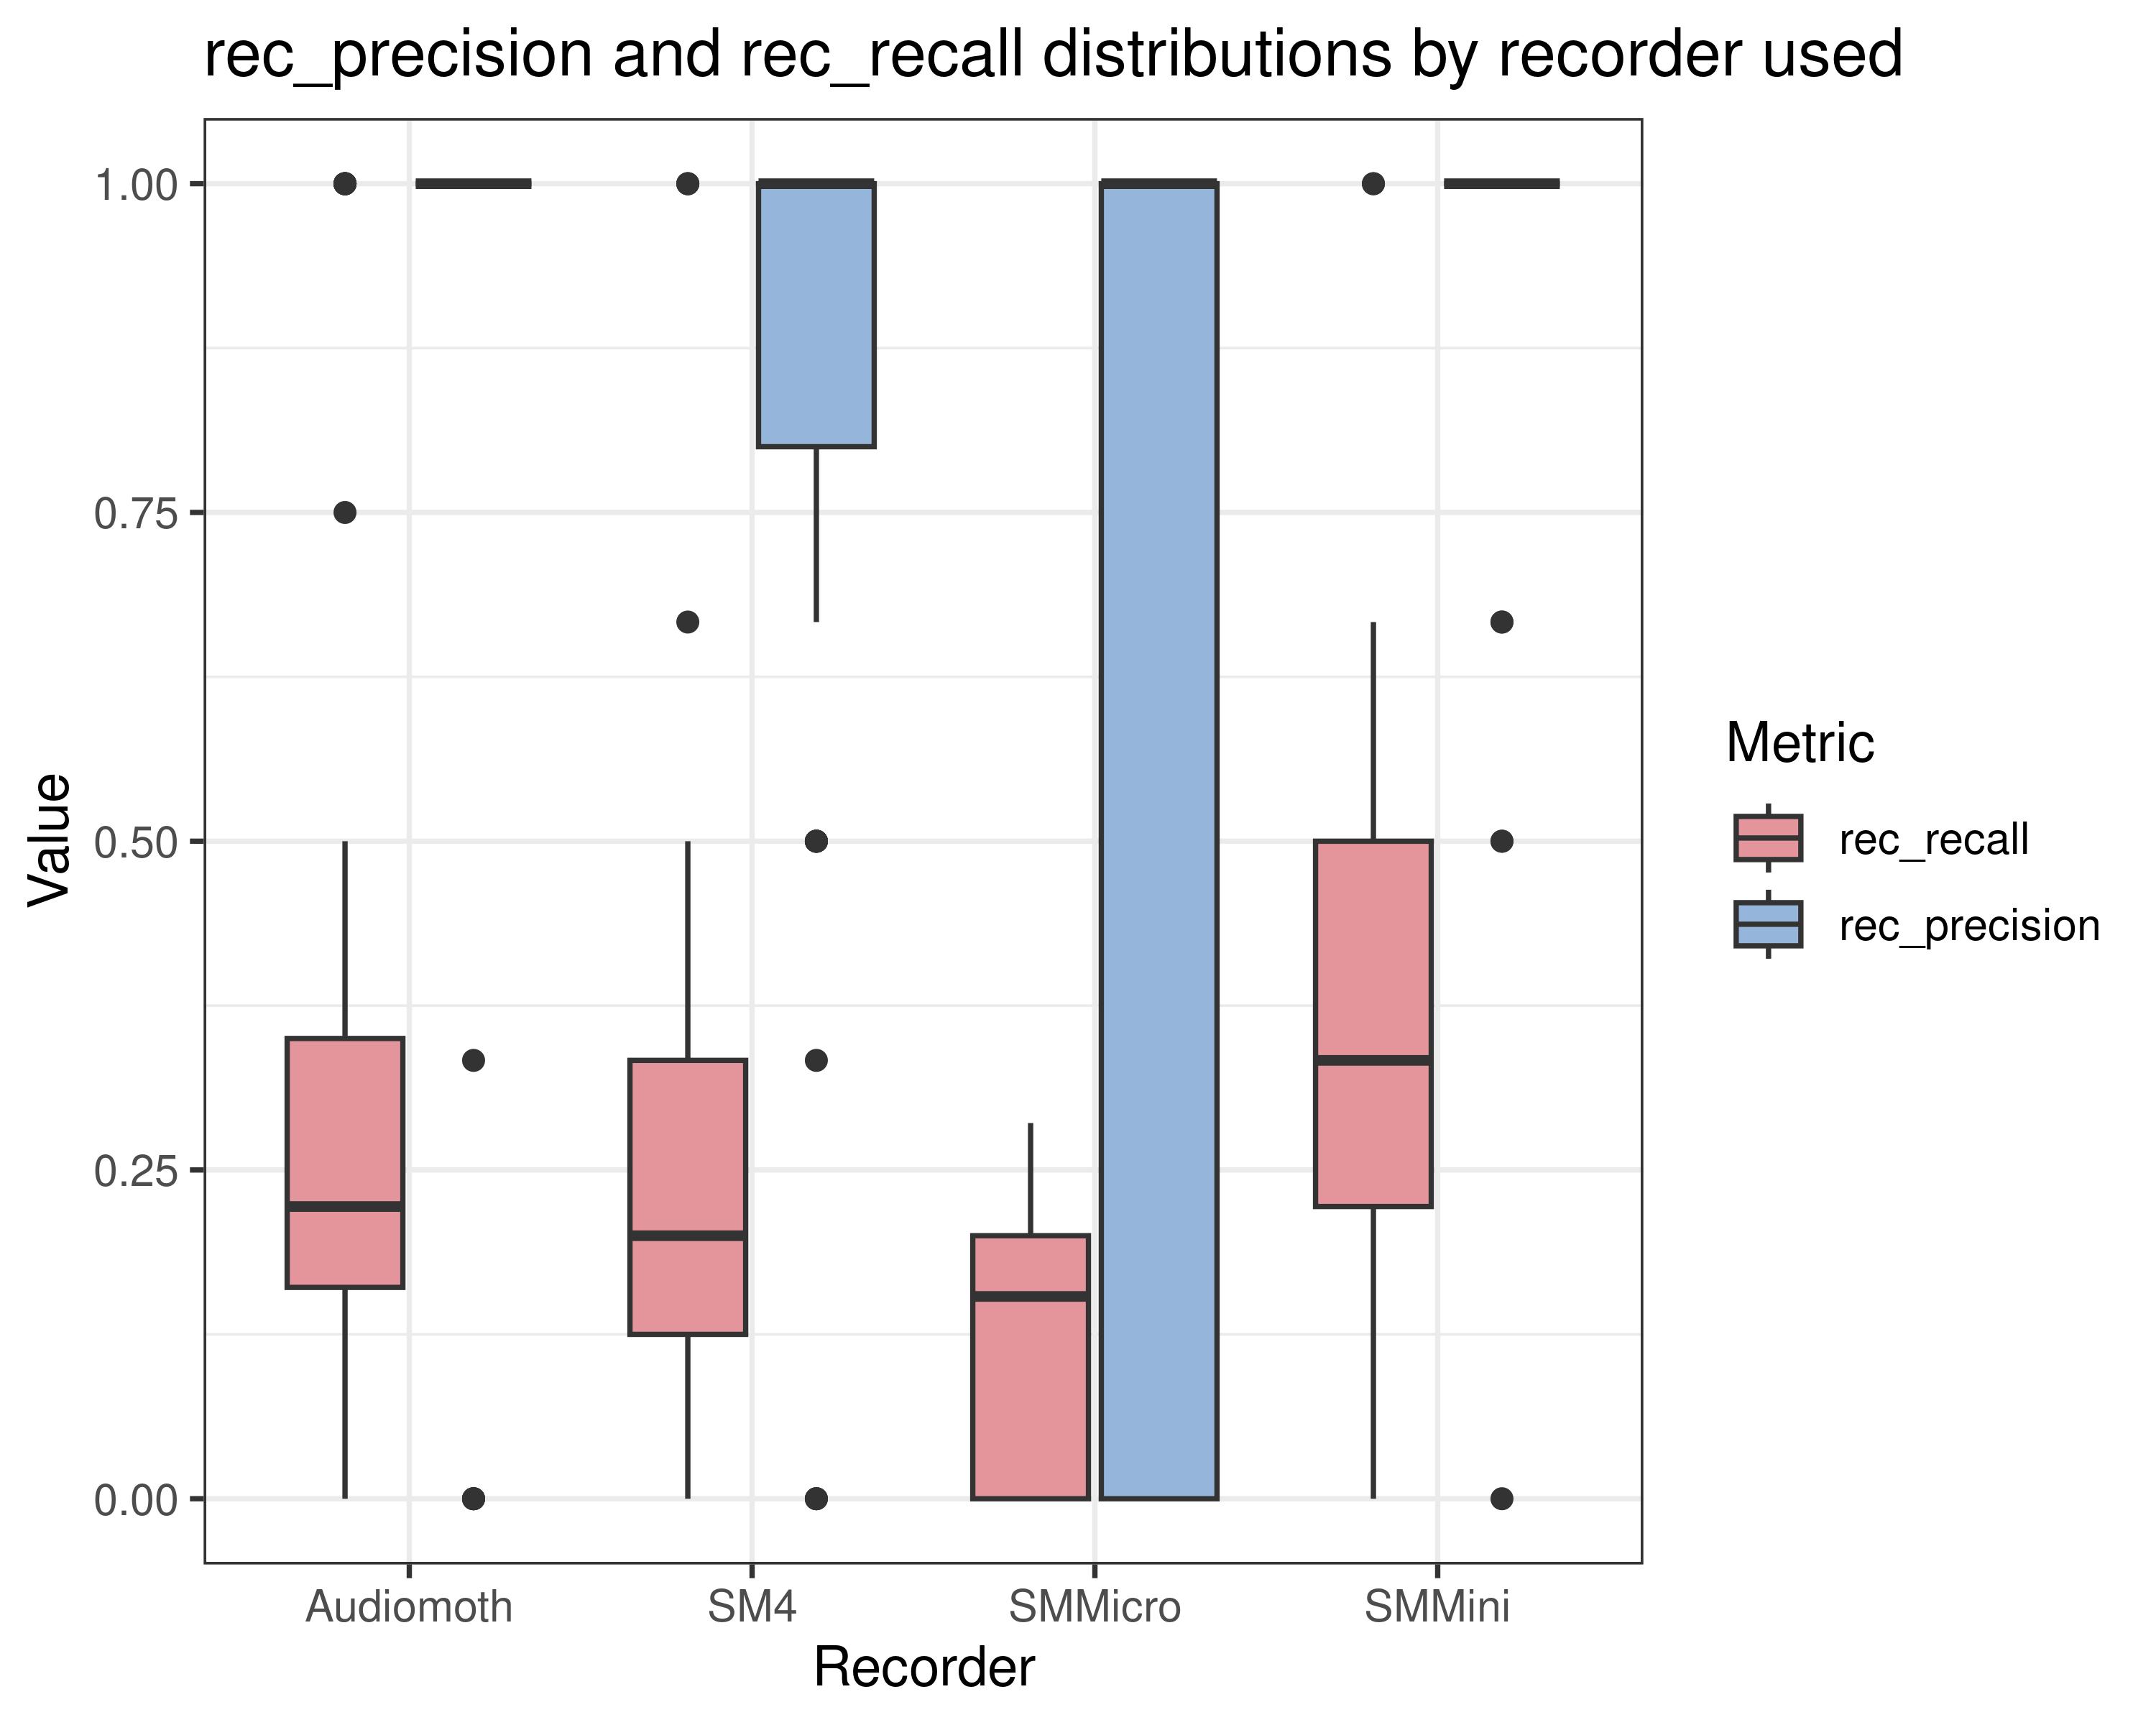 rec_precision and rec_recall distributions by recorder used
Value
1.00
0.75
0.50
0.25
0.00
Audiomoth SM4 SMMicro SMMini
Recorder
Metric
rec_recall
rec_precision